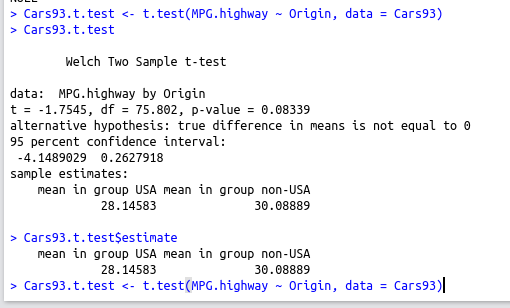 NULL
> Cars93.t.test <- t.test(MPG.highway ~ Origin, data = Cars93)
> Cars93.t.test
Welch Two Sample t-test
data:  MPG.highway by Origin
t = -1.7545, df = 75.802, p-value = 0.08339
alternative hypothesis: true difference in means is not equal to 0
95 percent confidence interval:
 -4.1489029  0.2627918
sample estimates:
    mean in group USA mean in group non-USA
             28.14583              30.08889
> Cars93.t.test$estimate
    mean in group USA mean in group non-USA
             28.14583              30.08889
> Cars93.t.test <- t.test(MPG.highway ~ Origin, data = Cars93)